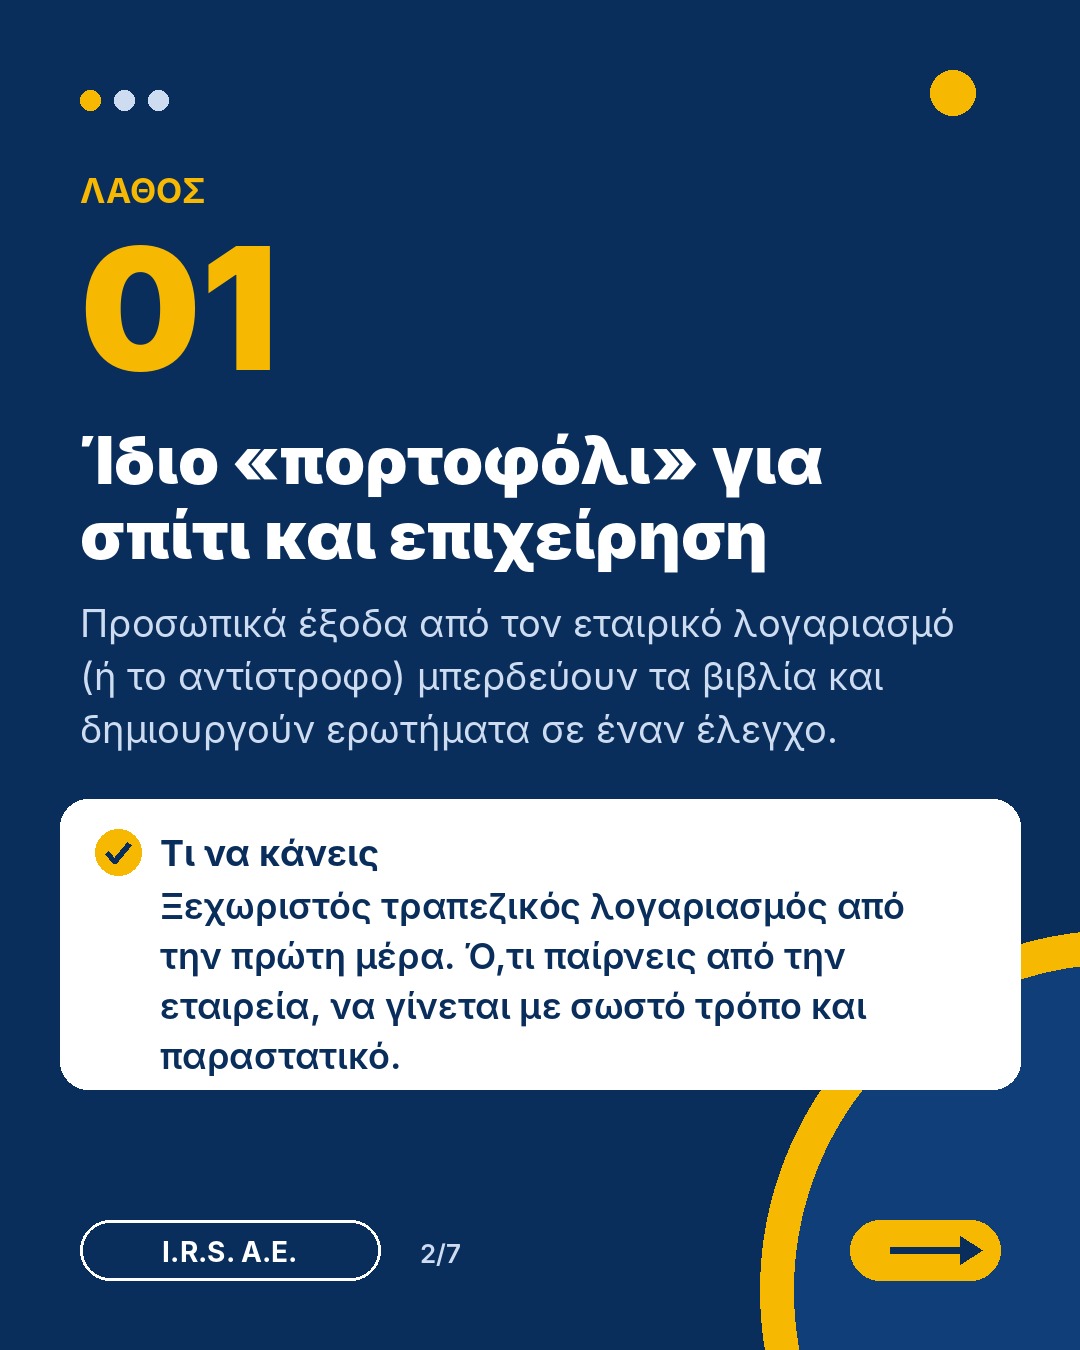 ΛΑΘΟΣ
01
Ίδιο «πορτοφόλι» για
σπίτι και επιχείρηση
Προσωπικά έξοδα από τον εταιρικό λογαριασμό
(ή το αντίστροφο) μπερδεύουν τα βιβλία και
δημιουργούν ερωτήματα σε έναν έλεγχο.
Τι να κάνεις
Ξεχωριστός τραπεζικός λογαριασμός από
την πρώτη μέρα. Ό,τι παίρνεις από την
εταιρεία, να γίνεται με σωστό τρόπο και
παραστατικό.
I.R.S. A.E.
2/7